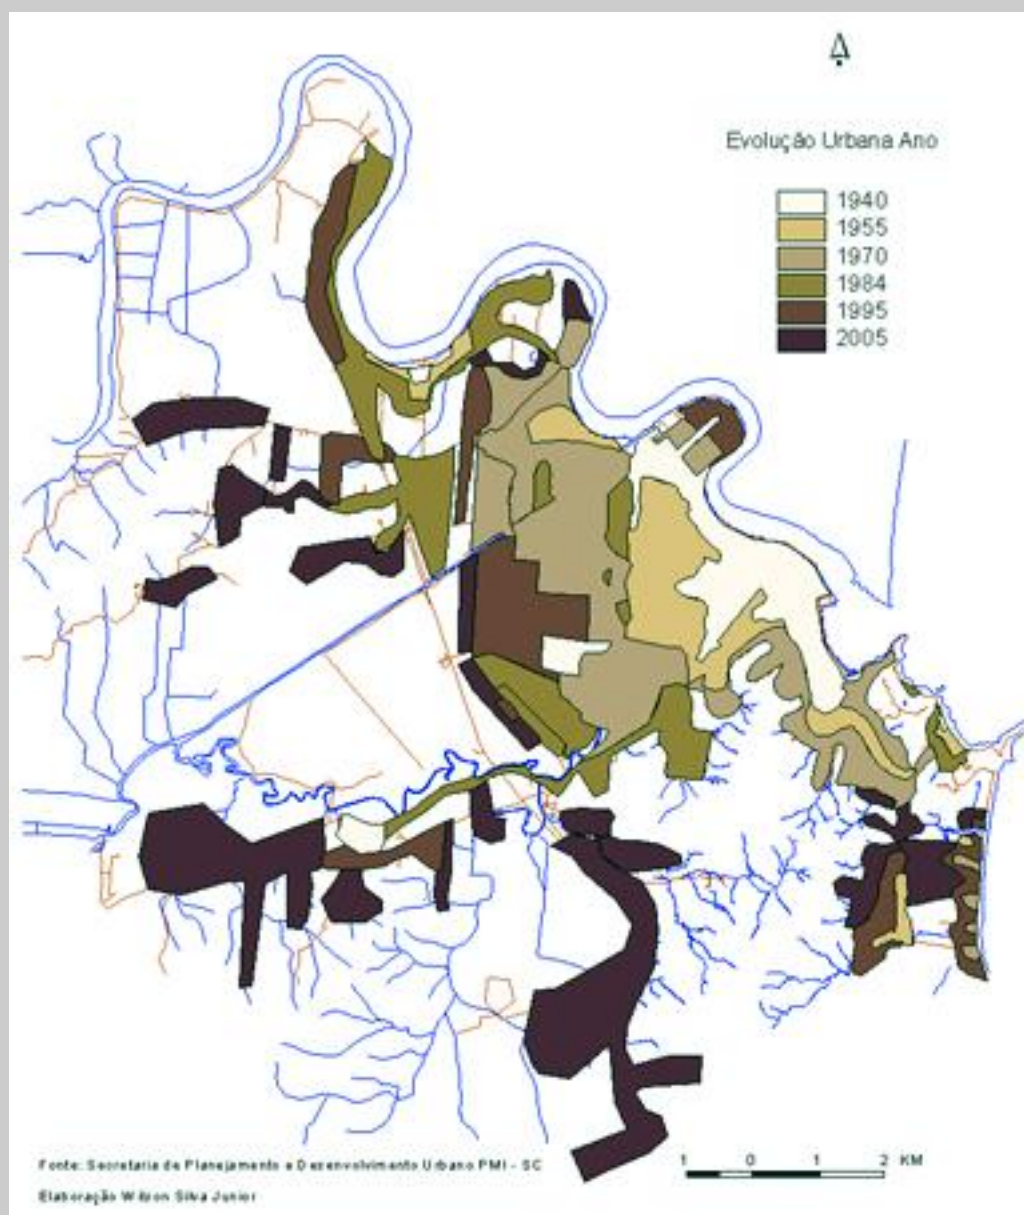 Evolução Urbana Ano
1940
1955
1970
1984
1995
2005
Fonte: Secretaria de Planejamento e Desenvolvimento Urbano PMI - SC
1 0 1 2 KM
Elaboração Wilson Silva Junior